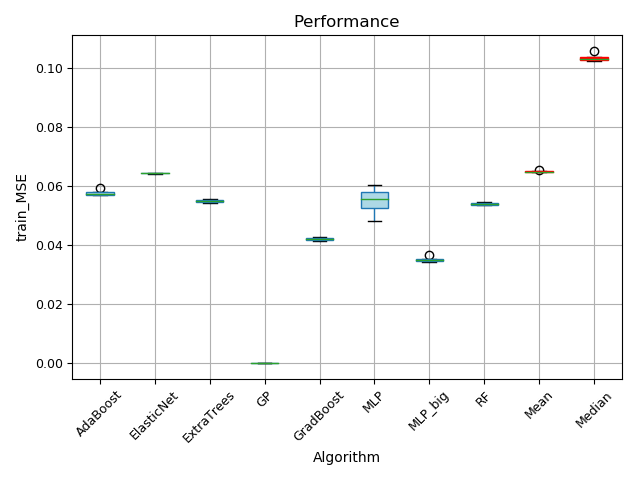 Performance
train_MSE
0.10
0.08
0.06
0.04
0.02
0.00
AdaBoost
ElasticNet
ExtraTrees
GP
GradBoost
MLP
MLP_big
RF
Mean
Median
Algorithm